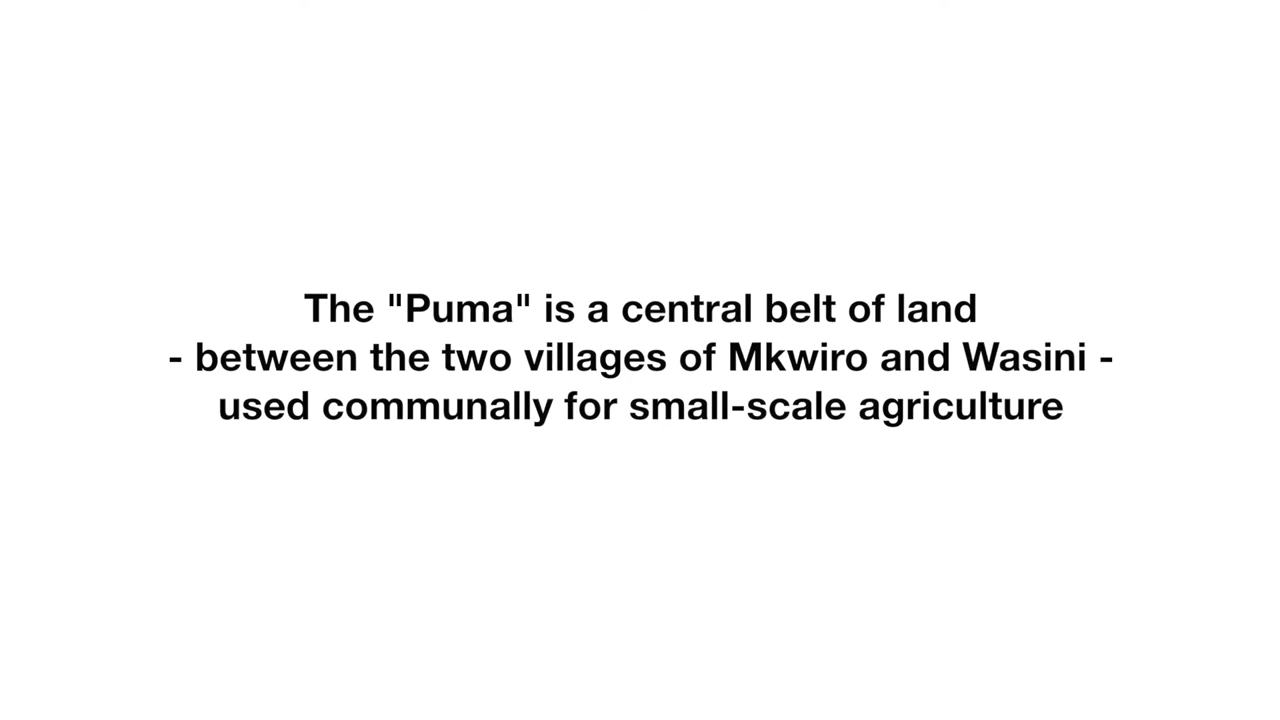 The "Puma" is a central belt of land
- between the two villages of Mkwiro and Wasini -
used communally for small-scale agriculture